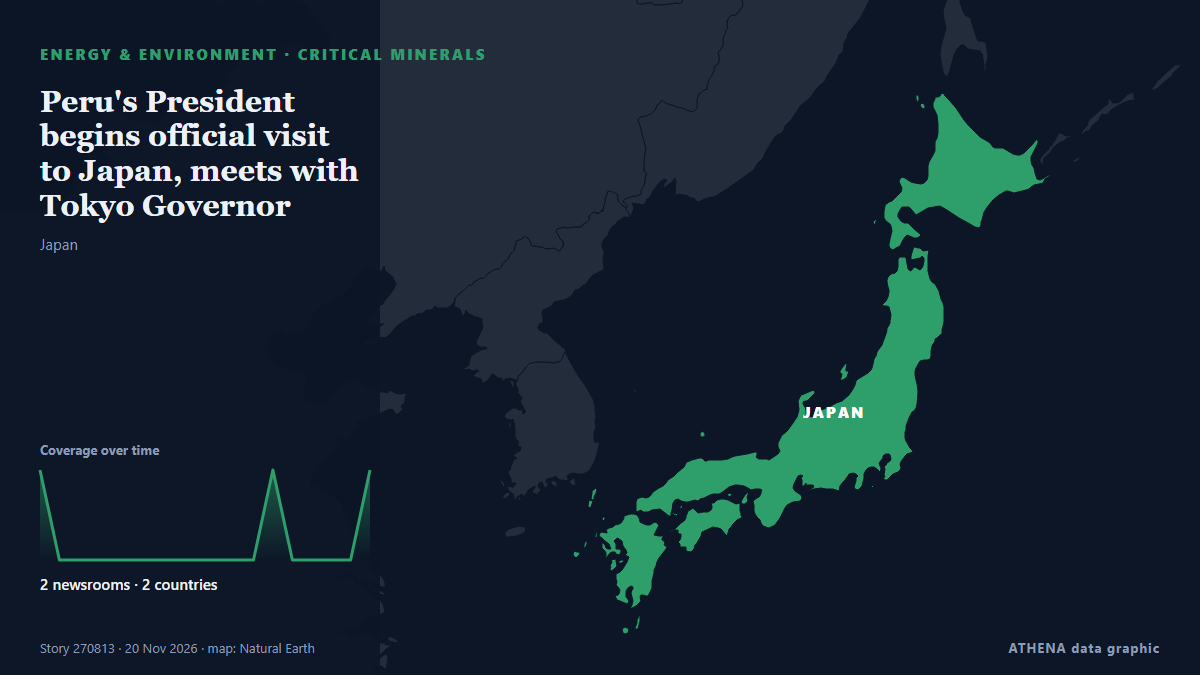 ENERGY & ENVIRONMENT · CRITICAL MINERALS
Peru's President
begins official visit
to Japan, meets with
Tokyo Governor
Japan
JAPAN
Coverage over time
2 newsrooms · 2 countries
Story 270813 · 20 Nov 2026 · map: Natural Earth
ATHENA data graphic